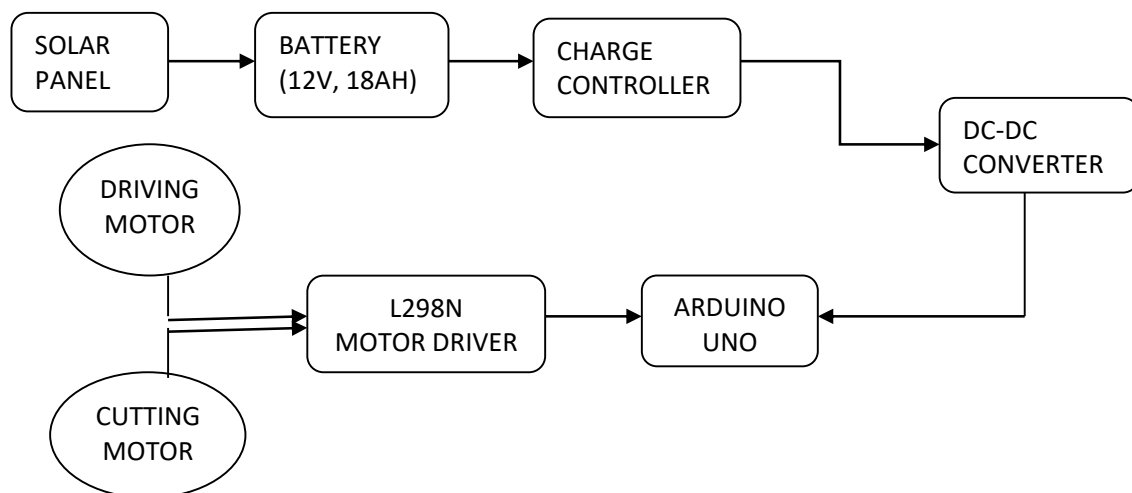 SOLAR
PANEL
BATTERY
(12V, 18AH)
CHARGE
CONTROLLER
DC-DC
CONVERTER
DRIVING
MOTOR
L298N
MOTOR DRIVER
ARDUINO
UNO
CUTTING
MOTOR